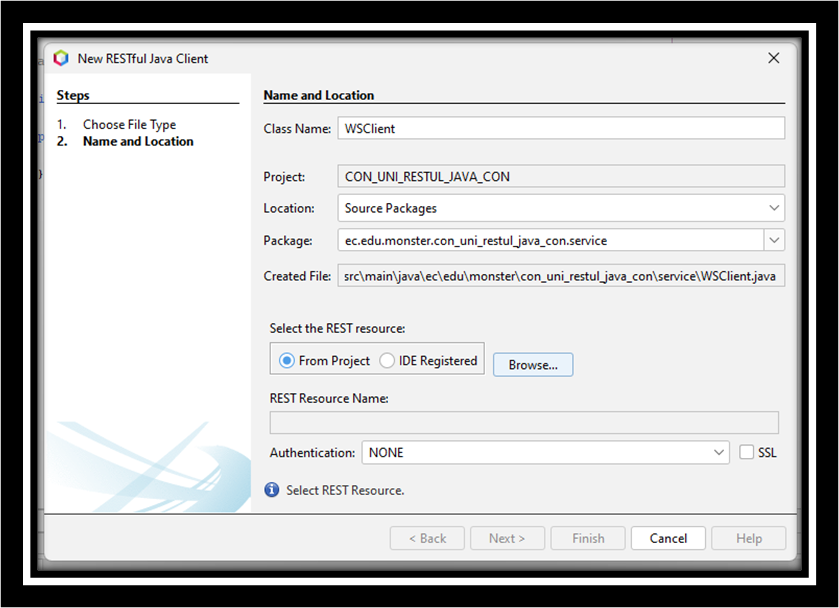 New RESTful Java Client
Steps
1. Choose File Type
2. Name and Location
Name and Location
Class Name: WSClient
Project: CON_UNI_RESTUL_JAVA_CON
Location: Source Packages
Package: ec.edu.monster.con_uni_restul_java_con.service
Created File: src\main\java\ec\edu\monster\con_uni_restul_java_con\service\WSClient.java
Select the REST resource:
From Project IDE Registered Browse...
REST Resource Name:
Authentication: NONE SSL
Select REST Resource.
< Back Next > Finish Cancel Help